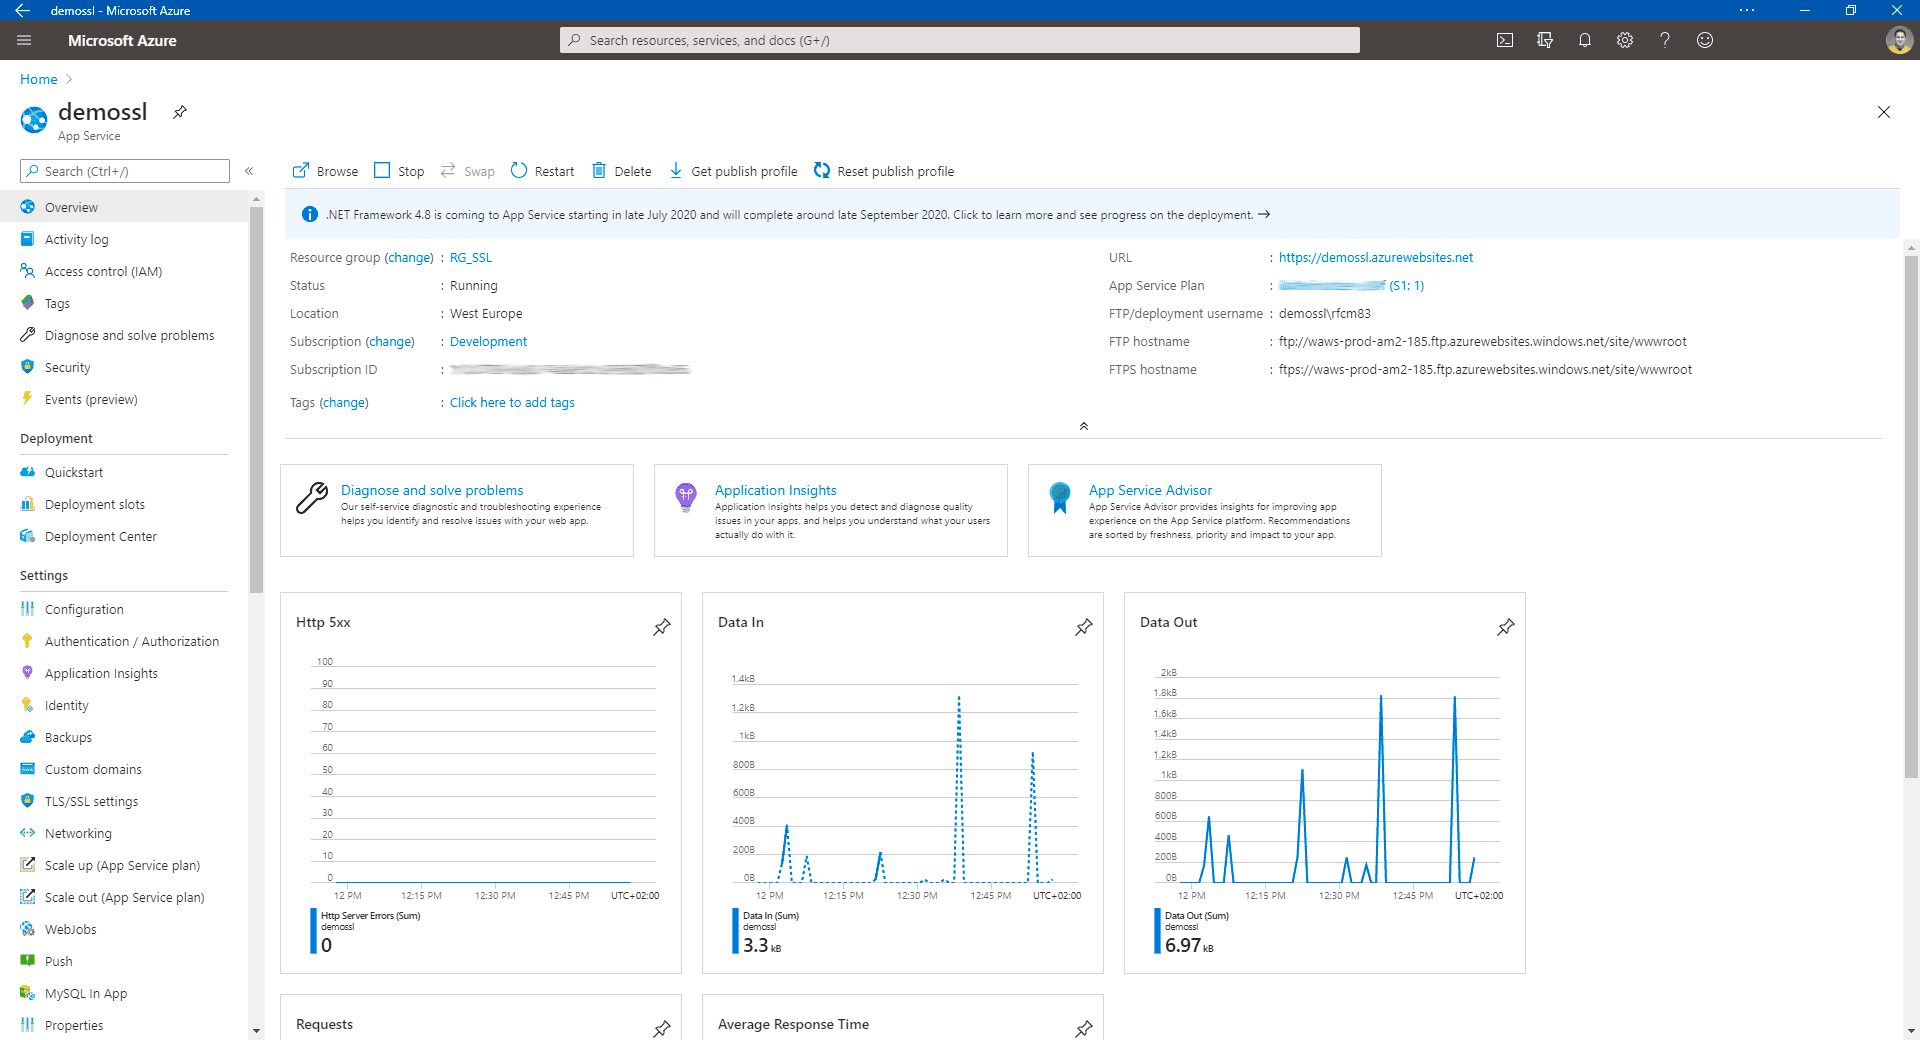 demossl - Microsoft Azure
Microsoft Azure
Search resources, services, and docs (G+/)
Home
demossl
App Service
Search (Ctrl+/)
Overview
Activity log
Access control (IAM)
Tags
Diagnose and solve problems
Security
Events (preview)
Deployment
Quickstart
Deployment slots
Deployment Center
Settings
Configuration
Authentication / Authorization
Application Insights
Identity
Backups
Custom domains
TLS/SSL settings
Networking
Scale up (App Service plan)
Scale out (App Service plan)
WebJobs
Push
MySQL In App
Properties
Browse Stop Swap Restart Delete Get publish profile Reset publish profile
.NET Framework 4.8 is coming to App Service starting in late July 2020 and will complete around late September 2020. Click to learn more and see progress on the deployment.
Resource group (change) : RG_SSL
Status : Running
Location : West Europe
Subscription (change) : Development
Subscription ID :
Tags (change) : Click here to add tags
URL : https://demossl.azurewebsites.net
App Service Plan : (S1: 1)
FTP/deployment username : demossl\rfcm83
FTP hostname : ftp://waws-prod-am2-185.ftp.azurewebsites.windows.net/site/wwwroot
FTPS hostname : ftps://waws-prod-am2-185.ftp.azurewebsites.windows.net/site/wwwroot
Diagnose and solve problems
Our self-service diagnostic and troubleshooting experience
helps you identify and resolve issues with your web app.
Application Insights
Application Insights helps you detect and diagnose quality
issues in your apps, and helps you understand what your users
actually do with it.
App Service Advisor
App Service Advisor provides insights for improving app
experience on the App Service platform. Recommendations
are sorted by freshness, priority and impact to your app.
Http 5xx
100
90
80
70
60
50
40
30
20
10
0
12 PM 12:15 PM 12:30 PM 12:45 PM UTC+02:00
Http Server Errors (Sum)
demossl
0
Data In
1.4kB
1.2kB
1kB
800B
600B
400B
200B
0B
12 PM 12:15 PM 12:30 PM 12:45 PM UTC+02:00
Data In (Sum)
demossl
3.3 kB
Data Out
2kB
1.8kB
1.6kB
1.4kB
1.2kB
1kB
800B
600B
400B
200B
0B
12 PM 12:15 PM 12:30 PM 12:45 PM UTC+02:00
Data Out (Sum)
demossl
6.97 kB
Requests
Average Response Time